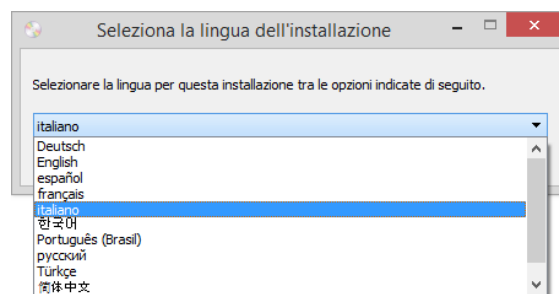 Seleziona la lingua dell'installazione
Selezionare la lingua per questa installazione tra le opzioni indicate di seguito.
italiano
Deutsch
English
español
français
italiano
한국어
Português (Brasil)
русский
Türkçe
简体中文